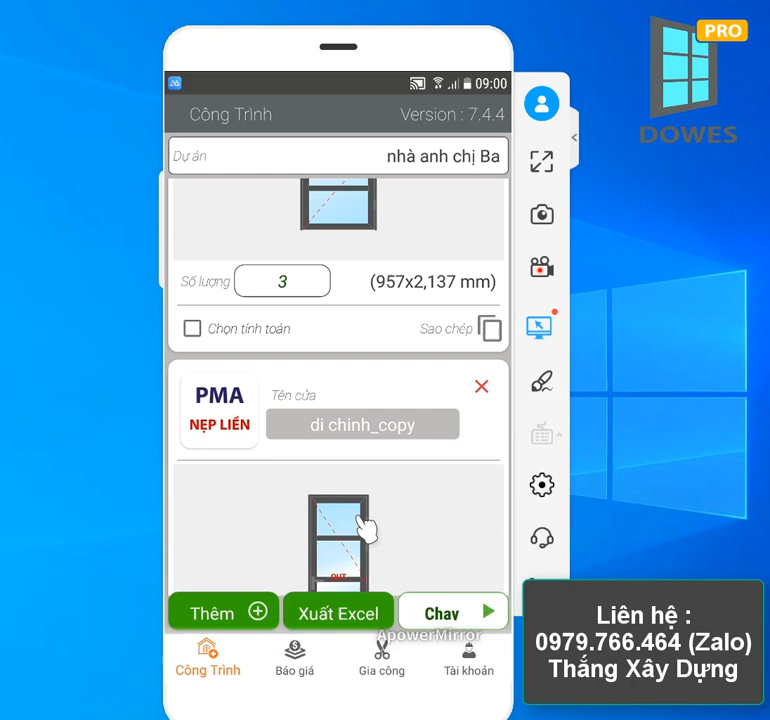 PRO
DOWES
09:00
Công Trình
Version : 7.4.4
Dự án
nhà anh chị Ba
Số lượng
3
(957x2,137 mm)
Chọn tính toán
Sao chép
PMA
NẸP LIỀN
Tên cửa
di chinh_copy
OUT
Thêm
Xuất Excel
Chay
ApowerMirror
Công Trình
Báo giá
Gia công
Tài khoản
Liên hệ :
0979.766.464 (Zalo)
Thắng Xây Dựng